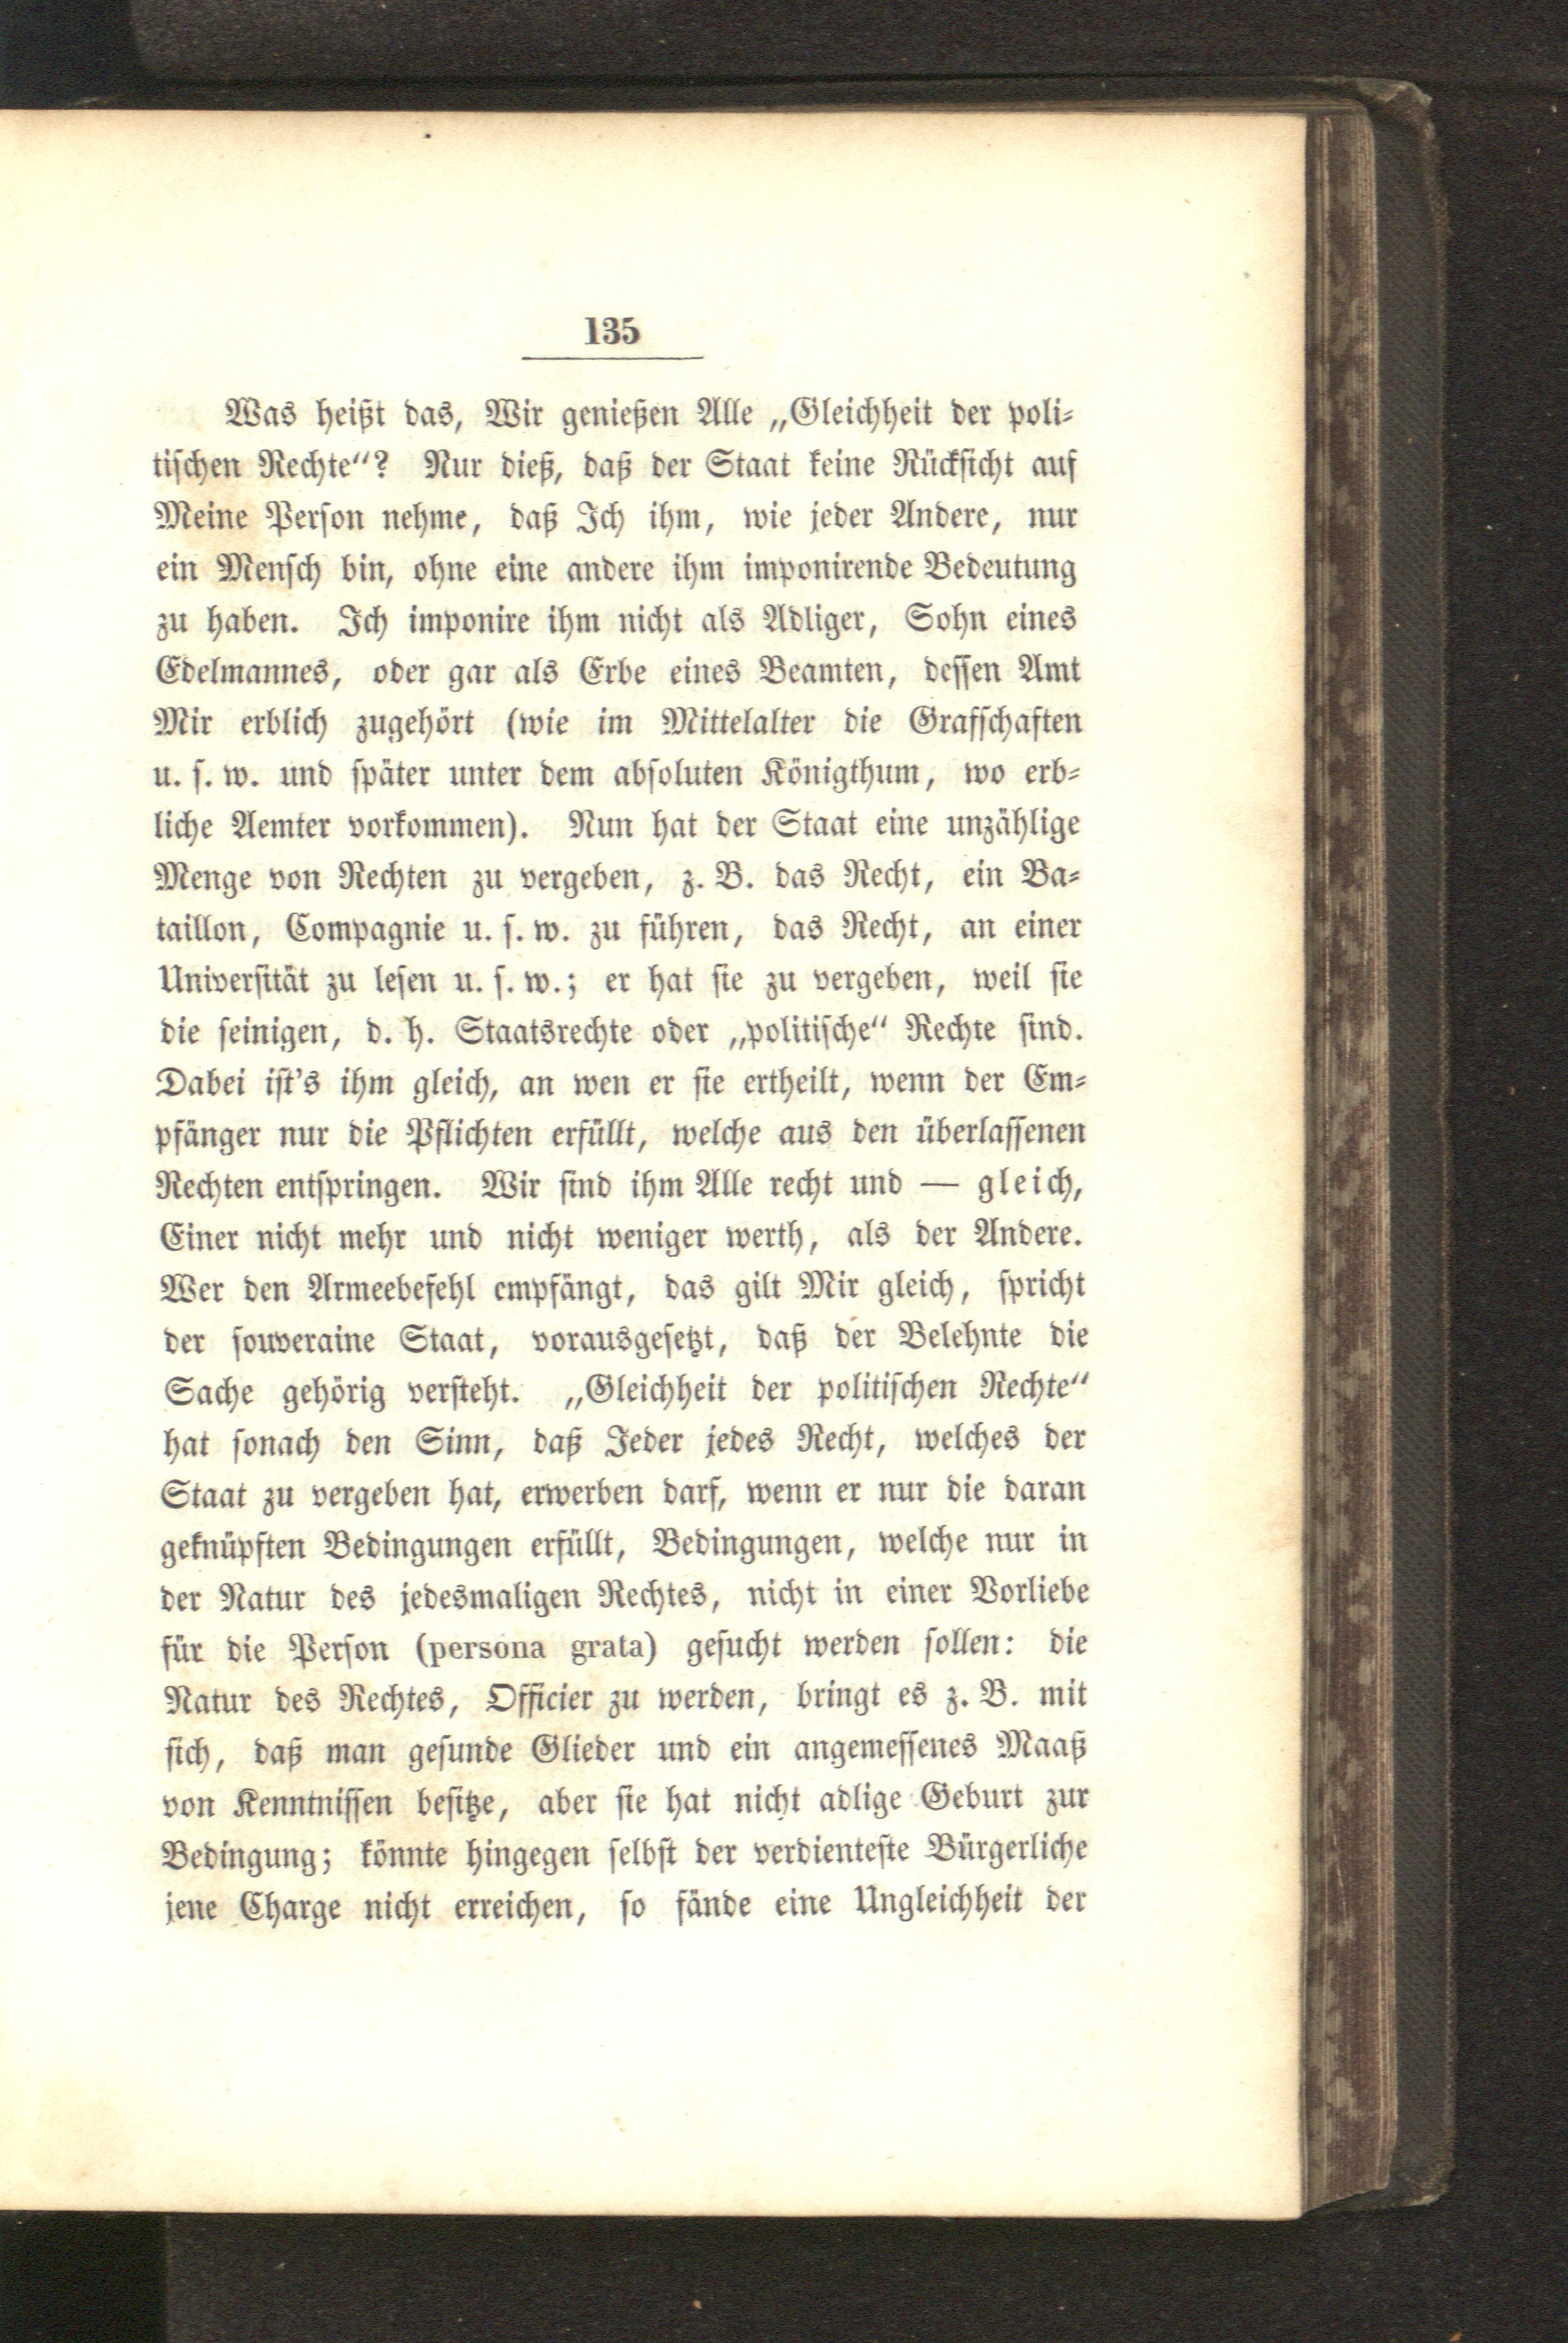 135
Was heißt das, Wir genießen Alle „Gleichheit der poli-
tischen Rechte“? Nur dieß, daß der Staat keine Rücksicht auf
Meine Person nehme, daß Ich ihm, wie jeder Andere, nur
ein Mensch bin, ohne eine andere ihm imponirende Bedeutung
zu haben. Ich imponire ihm nicht als Adliger, Sohn eines
Edelmannes, oder gar als Erbe eines Beamten, dessen Amt
Mir erblich zugehört (wie im Mittelalter die Grafschaften
u. s. w. und später unter dem absoluten Königthum, wo erb-
liche Aemter vorkommen). Nun hat der Staat eine unzählige
Menge von Rechten zu vergeben, z. B. das Recht, ein Ba-
taillon, Compagnie u. s. w. zu führen, das Recht, an einer
Universität zu lesen u. s. w.; er hat sie zu vergeben, weil sie
die seinigen, d. h. Staatsrechte oder „politische“ Rechte sind.
Dabei ist's ihm gleich, an wen er sie ertheilt, wenn der Em-
pfänger nur die Pflichten erfüllt, welche aus den überlassenen
Rechten entspringen. Wir sind ihm Alle recht und — gleich,
Einer nicht mehr und nicht weniger werth, als der Andere.
Wer den Armeebefehl empfängt, das gilt Mir gleich, spricht
der souveraine Staat, vorausgesetzt, daß der Belehnte die
Sache gehörig versteht. „Gleichheit der politischen Rechte“
hat sonach den Sinn, daß Jeder jedes Recht, welches der
Staat zu vergeben hat, erwerben darf, wenn er nur die daran
geknüpften Bedingungen erfüllt, Bedingungen, welche nur in
der Natur des jedesmaligen Rechtes, nicht in einer Vorliebe
für die Person (persona grata) gesucht werden sollen: die
Natur des Rechtes, Officier zu werden, bringt es z. B. mit
sich, daß man gesunde Glieder und ein angemessenes Maaß
von Kenntnissen besitze, aber sie hat nicht adlige Geburt zur
Bedingung; könnte hingegen selbst der verdienteste Bürgerliche
jene Charge nicht erreichen, so fände eine Ungleichheit der